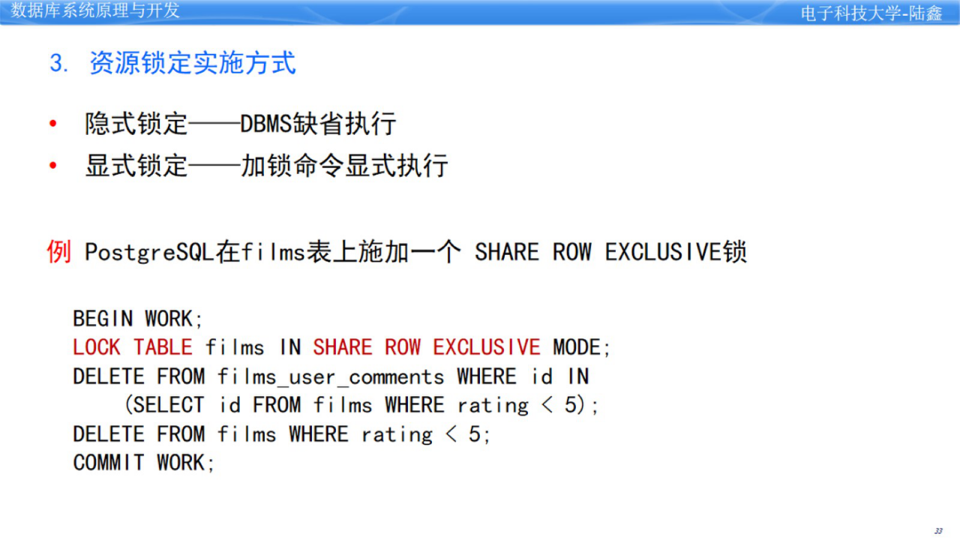 数据库系统原理与开发
电子科技大学-陆鑫
3. 资源锁定实施方式
• 隐式锁定——DBMS缺省执行
• 显式锁定——加锁命令显式执行
例 PostgreSQL在films表上施加一个 SHARE ROW EXCLUSIVE锁
BEGIN WORK;
LOCK TABLE films IN SHARE ROW EXCLUSIVE MODE;
DELETE FROM films_user_comments WHERE id IN
(SELECT id FROM films WHERE rating < 5);
DELETE FROM films WHERE rating < 5;
COMMIT WORK;
33